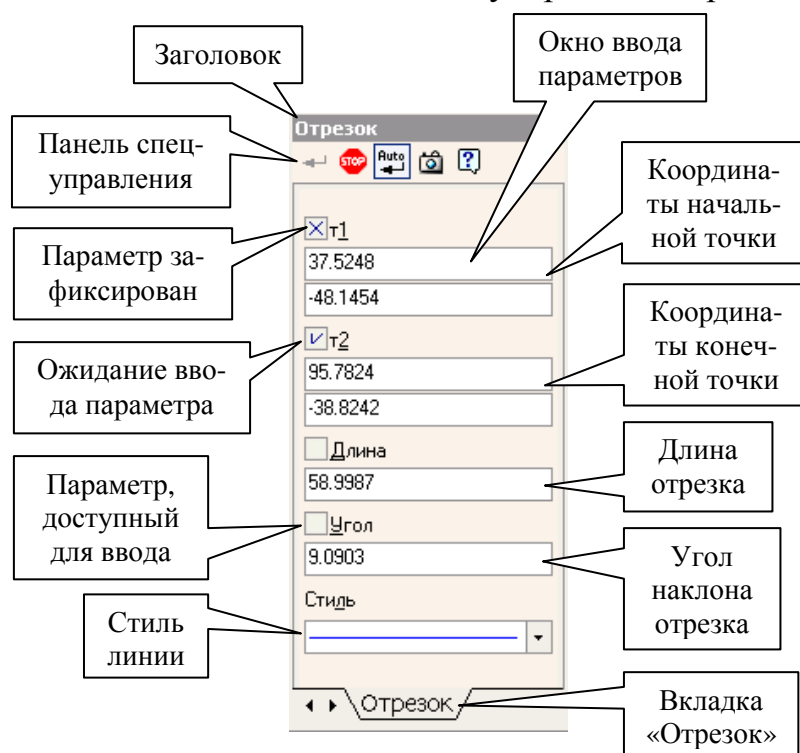 Окно ввода
параметров
Заголовок
Отрезок
Панель спец-
управления
STOP
Auto
?
Координа-
ты началь-
ной точки
Параметр за-
фиксирован
т1
37.5248
-48.1454
Координа-
ты конеч-
ной точки
Ожидание вво-
да параметра
т2
95.7824
-38.8242
Длина
58.9987
Длина
отрезка
Параметр,
доступный
для ввода
Угол
9.0903
Угол
наклона
отрезка
Стиль
Стиль
линии
Отрезок
Вкладка
«Отрезок»